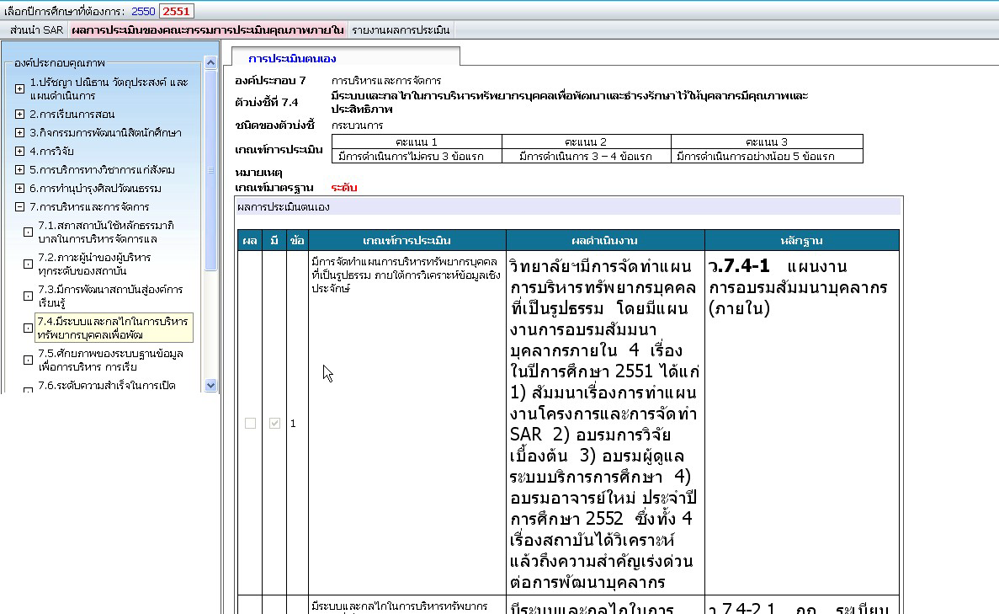 เลือกปีการศึกษาที่ต้องการ: 2550 2551
ส่วนนำ SAR ผลการประเมินของคณะกรรมการประเมินคุณภาพภายใน รายงานผลการประเมิน
องค์ประกอบคุณภาพ
1.ปรัชญา ปณิธาน วัตถุประสงค์ และ
แผนดำเนินการ
2.การเรียนการสอน
3.กิจกรรมการพัฒนานิสิตนักศึกษา
4.การวิจัย
5.การบริการทางวิชาการแก่สังคม
6.การทำนุบำรุงศิลปวัฒนธรรม
7.การบริหารและการจัดการ
7.1.สภาสถาบันใช้หลักธรรมาภิ
บาลในการบริหารจัดการแล
7.2.ภาวะผู้นำของผู้บริหาร
ทุกระดับของสถาบัน
7.3.มีการพัฒนาสถาบันสู่องค์การ
เรียนรู้
7.4.มีระบบและกลไกในการบริหาร
ทรัพยากรบุคคลเพื่อพัฒ
7.5.ศักยภาพของระบบฐานข้อมูล
เพื่อการบริหาร การเรีย
7.6.ระดับความสำเร็จในการเปิด
การประเมินตนเอง
องค์ประกอบ 7 การบริหารและการจัดการ
ตัวบ่งชี้ที่ 7.4 มีระบบและกลไกในการบริหารทรัพยากรบุคคลเพื่อพัฒนาและธำรงรักษาไว้ให้บุคลากรมีคุณภาพและ
ประสิทธิภาพ
ชนิดของตัวบ่งชี้ กระบวนการ
เกณฑ์การประเมิน
คะแนน 1 คะแนน 2 คะแนน 3
มีการดำเนินการไม่ครบ 3 ข้อแรก มีการดำเนินการ 3 – 4 ข้อแรก มีการดำเนินการอย่างน้อย 5 ข้อแรก
หมายเหตุ
เกณฑ์มาตรฐาน ระดับ
ผลการประเมินตนเอง
ผล มี ข้อ เกณฑ์การประเมิน ผลดำเนินงาน หลักฐาน
1
มีการจัดทำแผนการบริหารทรัพยากรบุคคล
ที่เป็นรูปธรรม ภายใต้การวิเคราะห์ข้อมูลเชิง
ประจักษ์
วิทยาลัยฯมีการจัดทำแผน
การบริหารทรัพยากรบุคคล
ที่เป็นรูปธรรม โดยมีแผน
งานการอบรมสัมมนา
บุคลากรภายใน 4 เรื่อง
ในปีการศึกษา 2551 ได้แก่
1) สัมมนาเรื่องการทำแผน
งานโครงการและการจัดทำ
SAR 2) อบรมการวิจัย
เบื้องต้น 3) อบรมผู้ดูแล
ระบบบริการการศึกษา 4)
อบรมอาจารย์ใหม่ ประจำปี
การศึกษา 2552 ซึ่งทั้ง 4
เรื่องสถาบันได้วิเคราะห์
แล้วถึงความสำคัญเร่งด่วน
ต่อการพัฒนาบุคลากร
ว.7.4-1 แผนงาน
การอบรมสัมมนาบุคลากร
(ภายใน)
มีระบบและกลไกในการบริหารทรัพยากร
มีระบบและกลไกในการ
ว.7.4-2.1 กฎ ระเบียบ